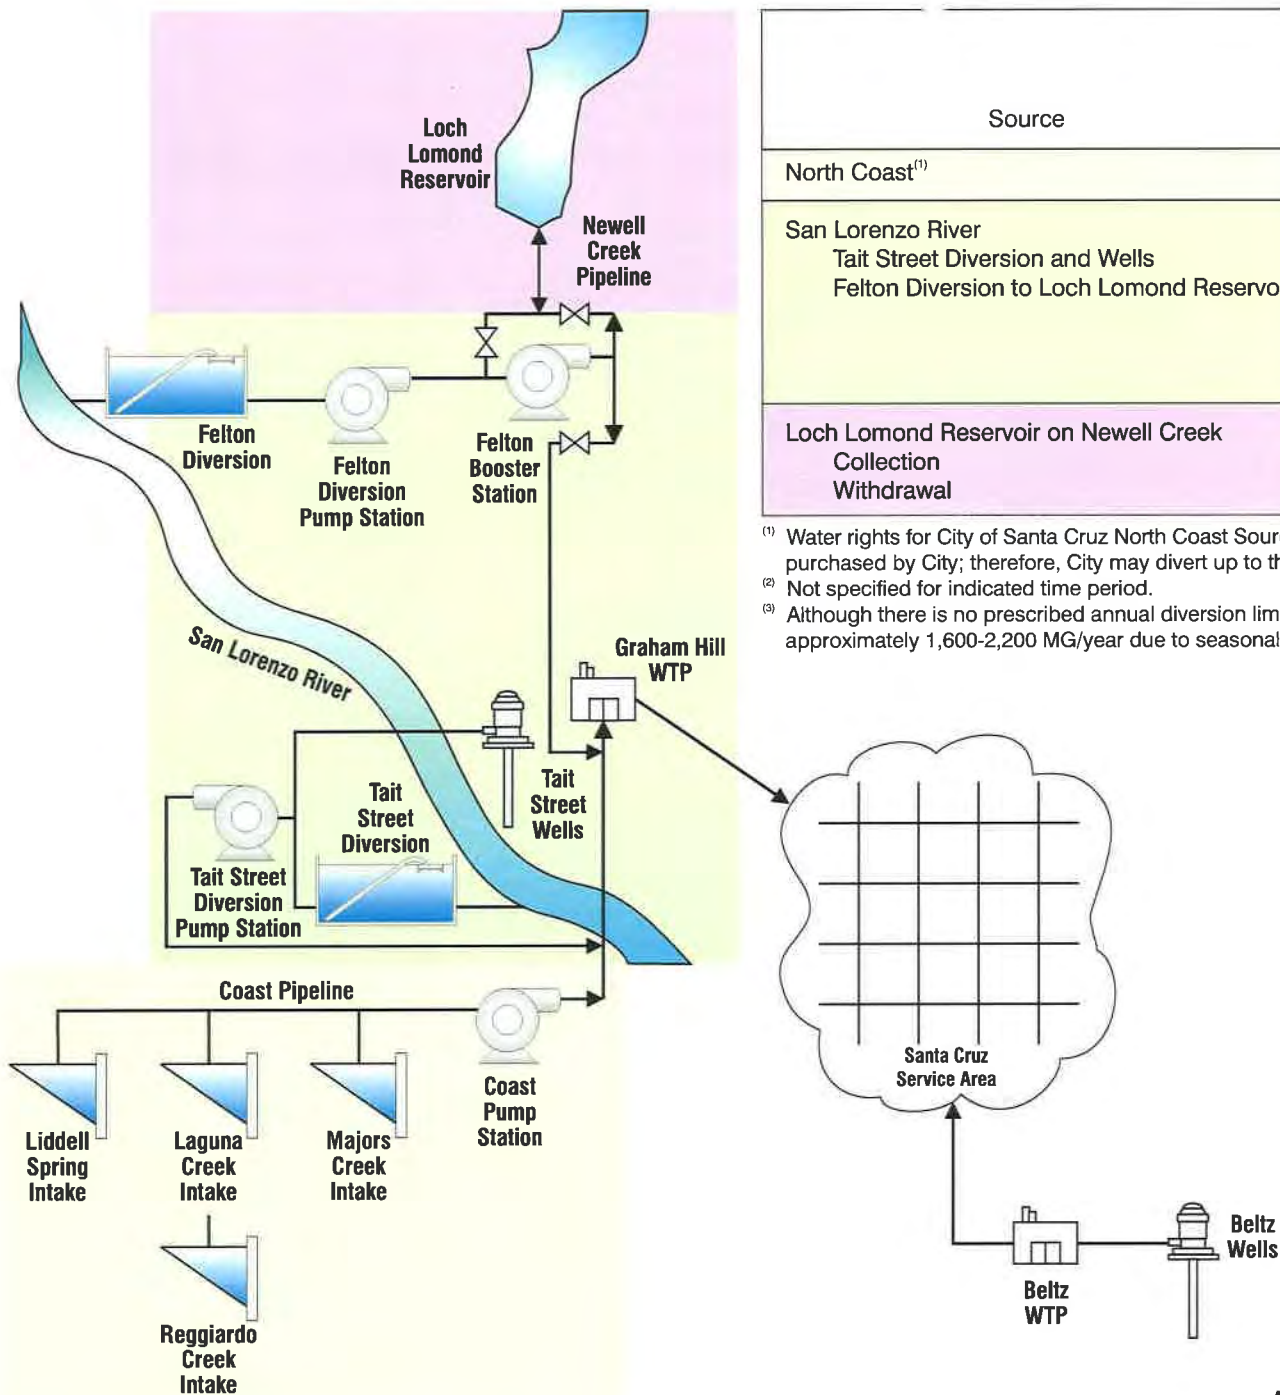 Loch
Lomond
Reservoir
Newell
Creek
Pipeline
Felton
Diversion
Felton
Diversion
Pump Station
Felton
Booster
Station
San Lorenzo River
Graham Hill
WTP
Tait
Street
Wells
Tait
Street
Diversion
Tait Street
Diversion
Pump Station
Coast Pipeline
Coast
Pump
Station
Liddell
Spring
Intake
Laguna
Creek
Intake
Majors
Creek
Intake
Reggiardo
Creek
Intake
Santa Cruz
Service Area
Beltz
WTP
Beltz
Wells
Source
North Coast(1)
San Lorenzo River
Tait Street Diversion and Wells
Felton Diversion to Loch Lomond Reservo
Loch Lomond Reservoir on Newell Creek
Collection
Withdrawal
(1) Water rights for City of Santa Cruz North Coast Sour
purchased by City; therefore, City may divert up to th
(2) Not specified for indicated time period.
(3) Although there is no prescribed annual diversion lim
approximately 1,600-2,200 MG/year due to seasonal